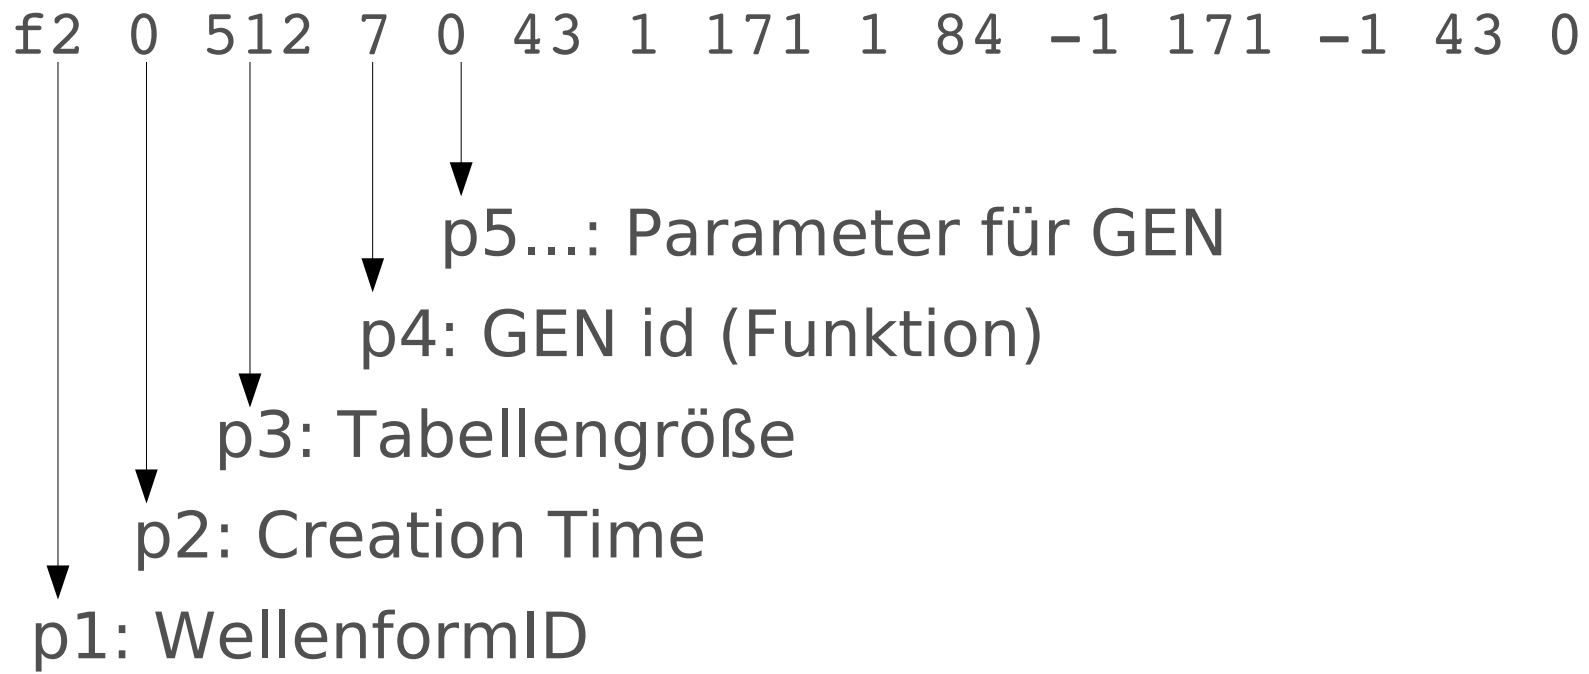 f2 0 512 7 0 43 1 171 1 84 −1 171 −1 43 0
p5...: Parameter für GEN
p4: GEN id (Funktion)
p3: Tabellengröße
p2: Creation Time
p1: WellenformID